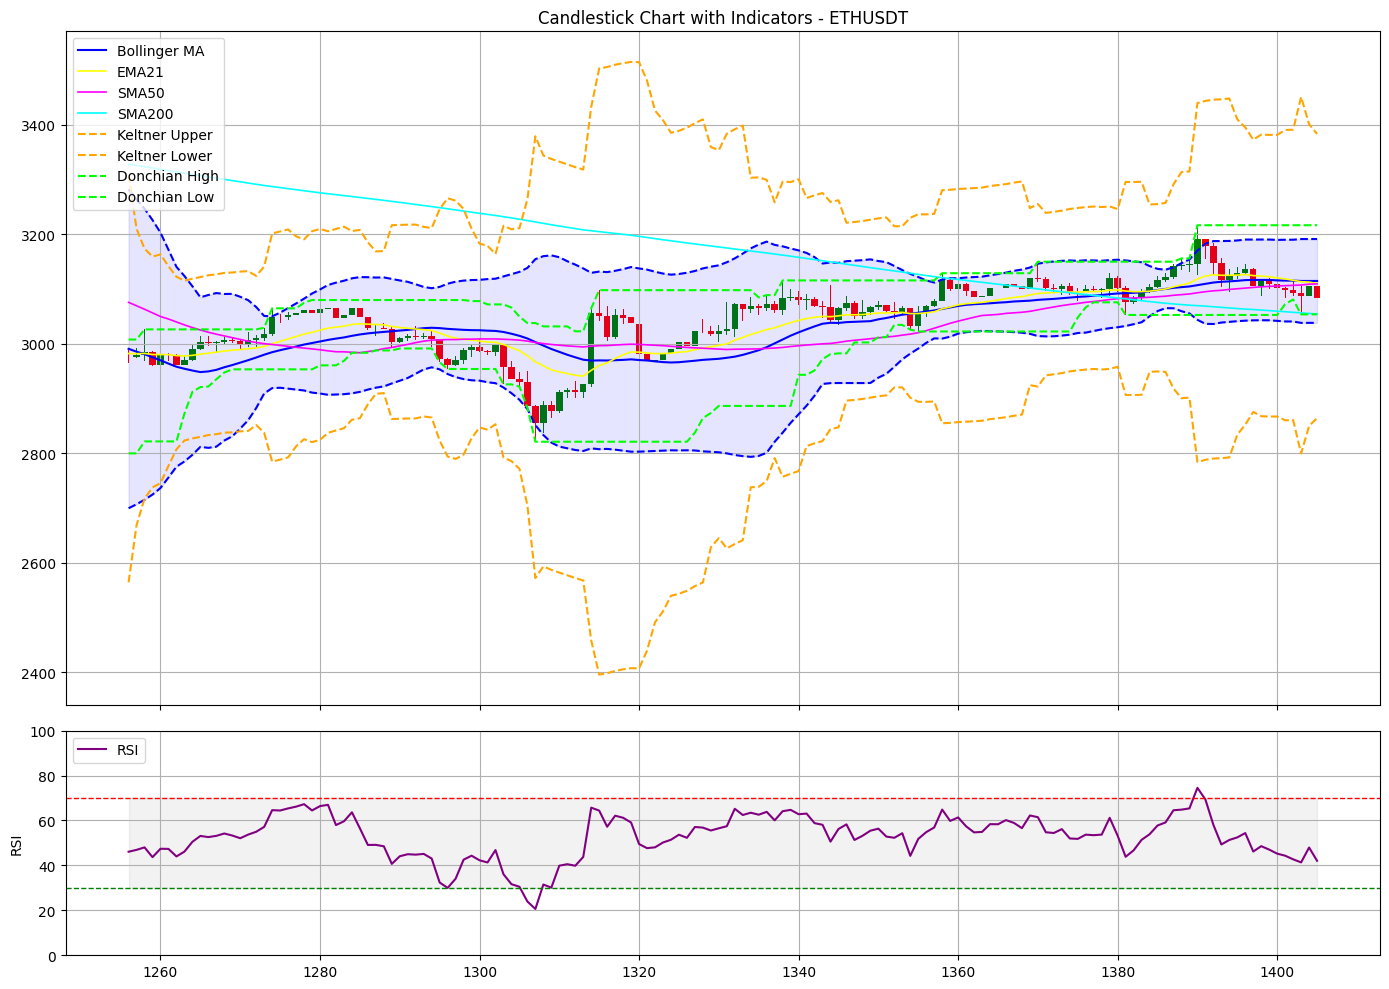 Candlestick Chart with Indicators - ETHUSDT
Bollinger MA
EMA21
SMA50
SMA200
Keltner Upper
Keltner Lower
Donchian High
Donchian Low
3400
3200
3000
2800
2600
2400
RSI
100
80
60
40
20
0
RSI
1260
1280
1300
1320
1340
1360
1380
1400